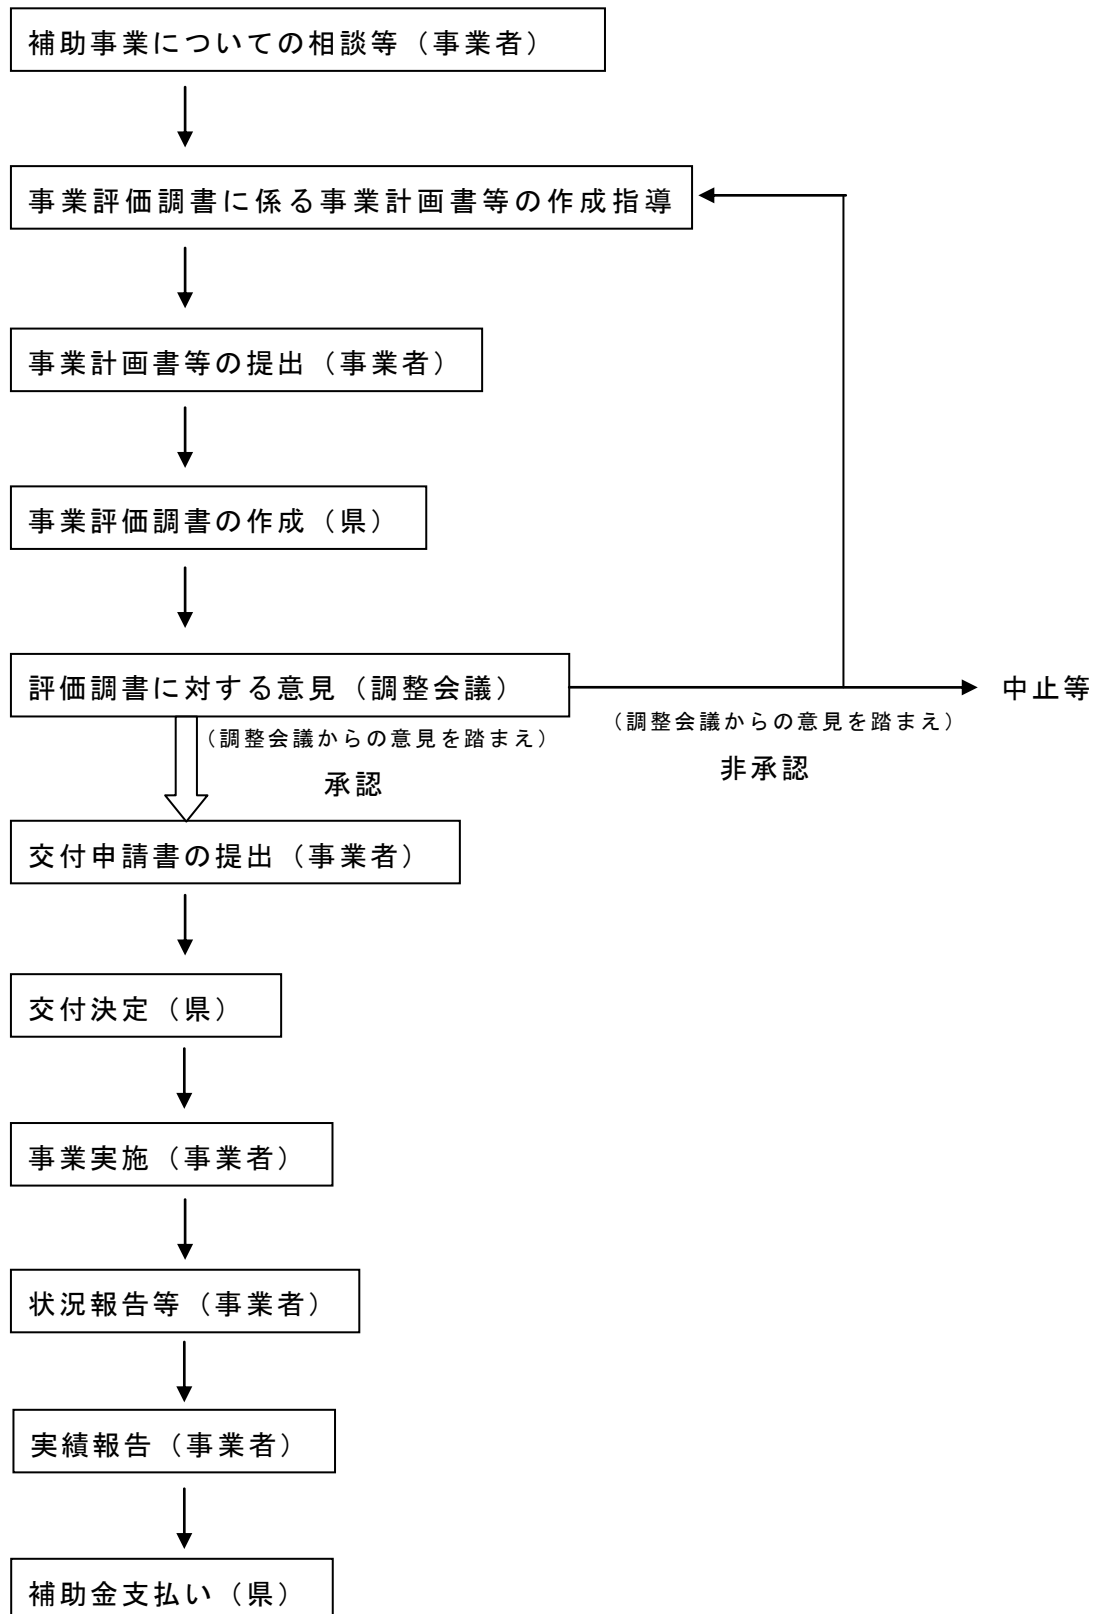 補助事業についての相談等（事業者）
事業評価調書に係る事業計画書等の作成指導
事業計画書等の提出（事業者）
事業評価調書の作成（県）
評価調書に対する意見（調整会議）
中止等
（調整会議からの意見を踏まえ）
非承認
（調整会議からの意見を踏まえ）
承認
交付申請書の提出（事業者）
交付決定（県）
事業実施（事業者）
状況報告等（事業者）
実績報告（事業者）
補助金支払い（県）